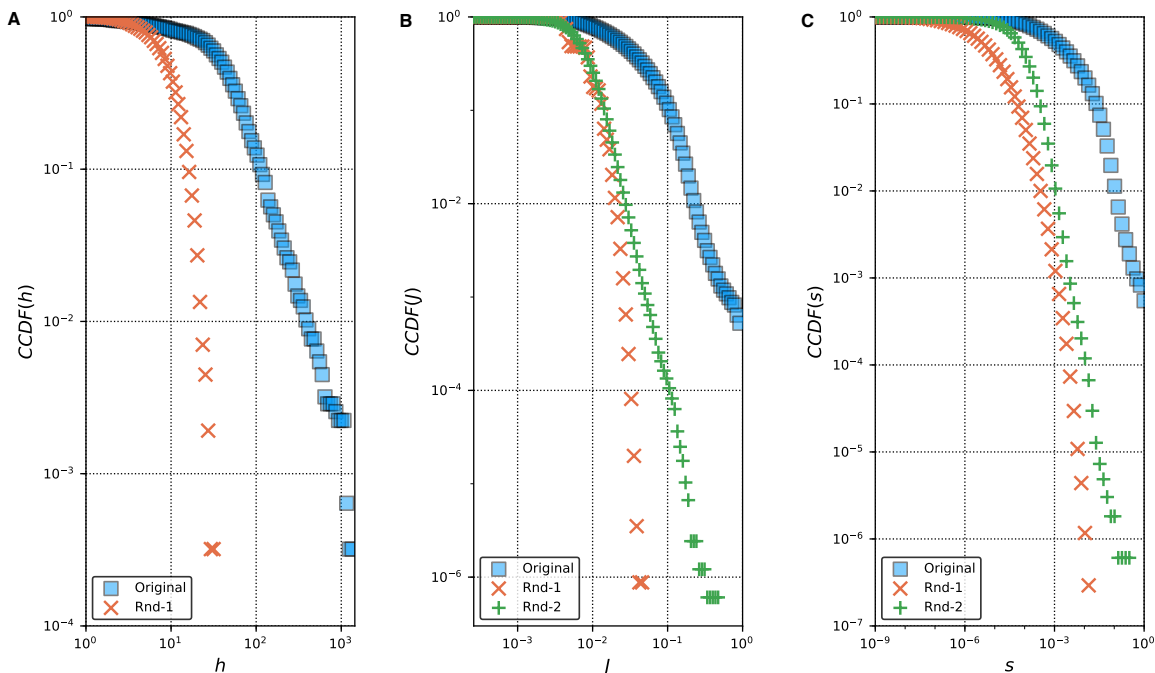 A
CCDF(h)
10^0
10^−1
10^−2
10^−3
10^−4
10^0
10^1
10^2
10^3
h
Original
Rnd-1
B
CCDF(J)
10^0
10^−2
10^−4
10^−6
10^−3
10^−2
10^−1
10^0
J
Original
Rnd-1
Rnd-2
C
CCDF(s)
10^0
10^−1
10^−2
10^−3
10^−4
10^−5
10^−6
10^−7
10^−9
10^−6
10^−3
10^0
s
Original
Rnd-1
Rnd-2